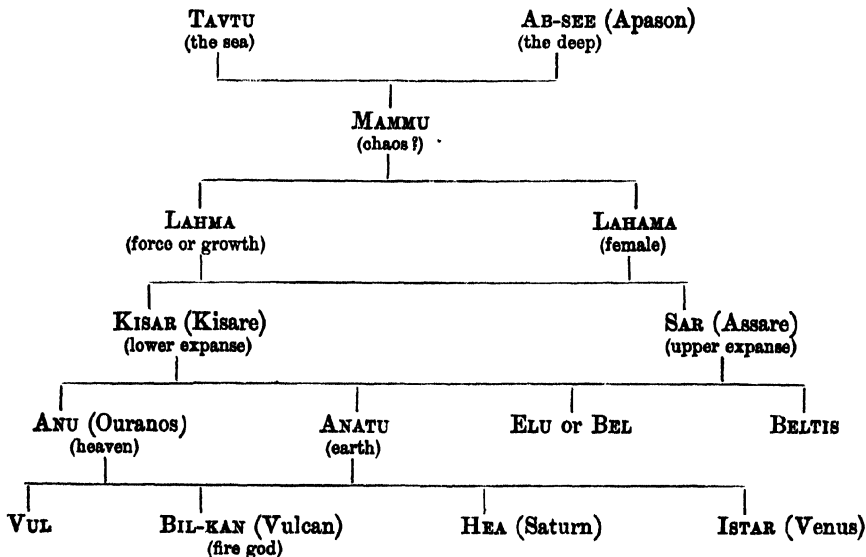 TAVTU AB-SEE (Apason)
(the sea) (the deep)
MAMMU
(chaos?)
LAHMA LAHAMA
(force or growth) (female)
KISAR (Kisare) SAR (Assare)
(lower expanse) (upper expanse)
ANU (Ouranos) ANATU ELU or BEL BELTIS
(heaven) (earth)
VUL BIL-KAN (Vulcan) HEA (Saturn) ISTAR (Venus)
(fire god)